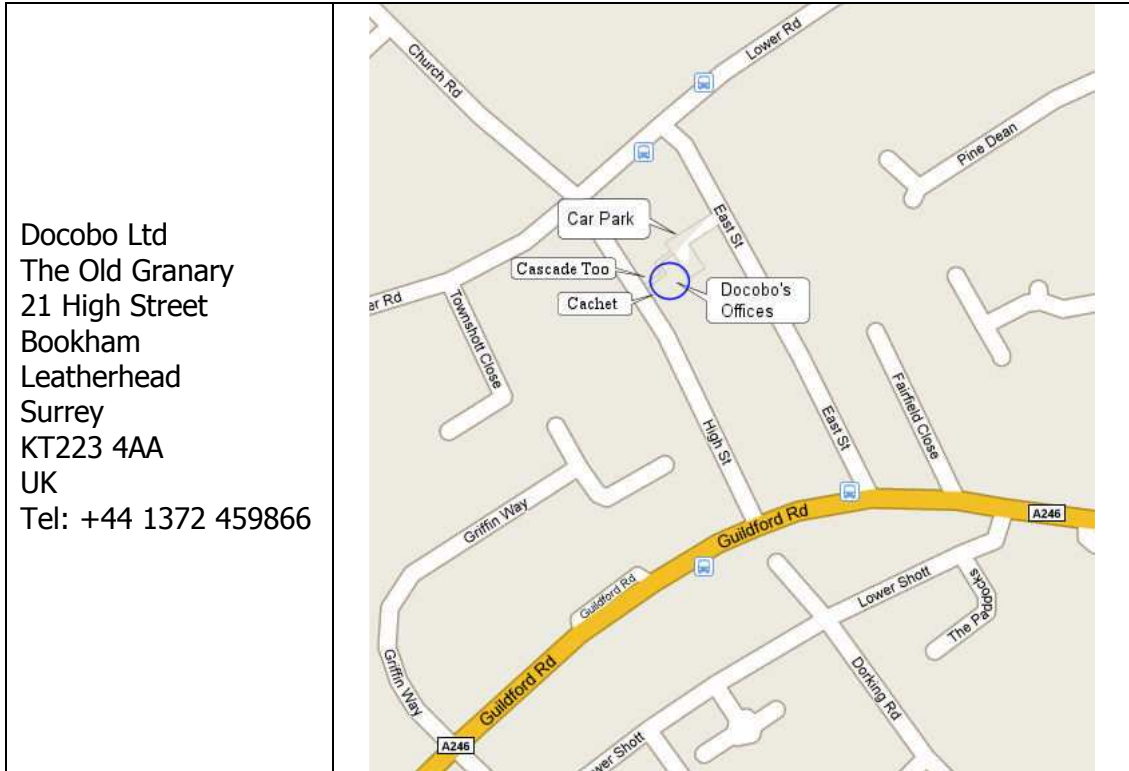 Docobo Ltd
The Old Granary
21 High Street
Bookham
Leatherhead
Surrey
KT223 4AA
UK
Tel: +44 1372 459866
Church Rd
Lower Rd
Pine Dean
Car Park
East St
Cascade Too
Cachet
Docobo's
Offices
er Rd
Townshott Close
High St
East St
Fairfield Close
Griffin Way
Guildford Rd
A246
Guildford Rd
Lower Shott
The Paddocks
Griffin Way
Guildford Rd
Dorking Rd
A246
wer Shott